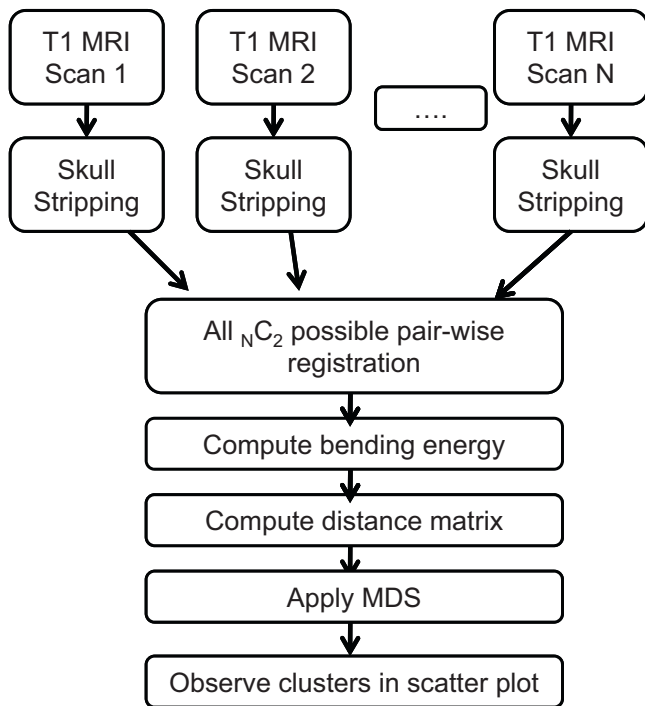 T1 MRI
Scan 1
T1 MRI
Scan 2
....
T1 MRI
Scan N
Skull
Stripping
Skull
Stripping
Skull
Stripping
All NC2 possible pair-wise
registration
Compute bending energy
Compute distance matrix
Apply MDS
Observe clusters in scatter plot